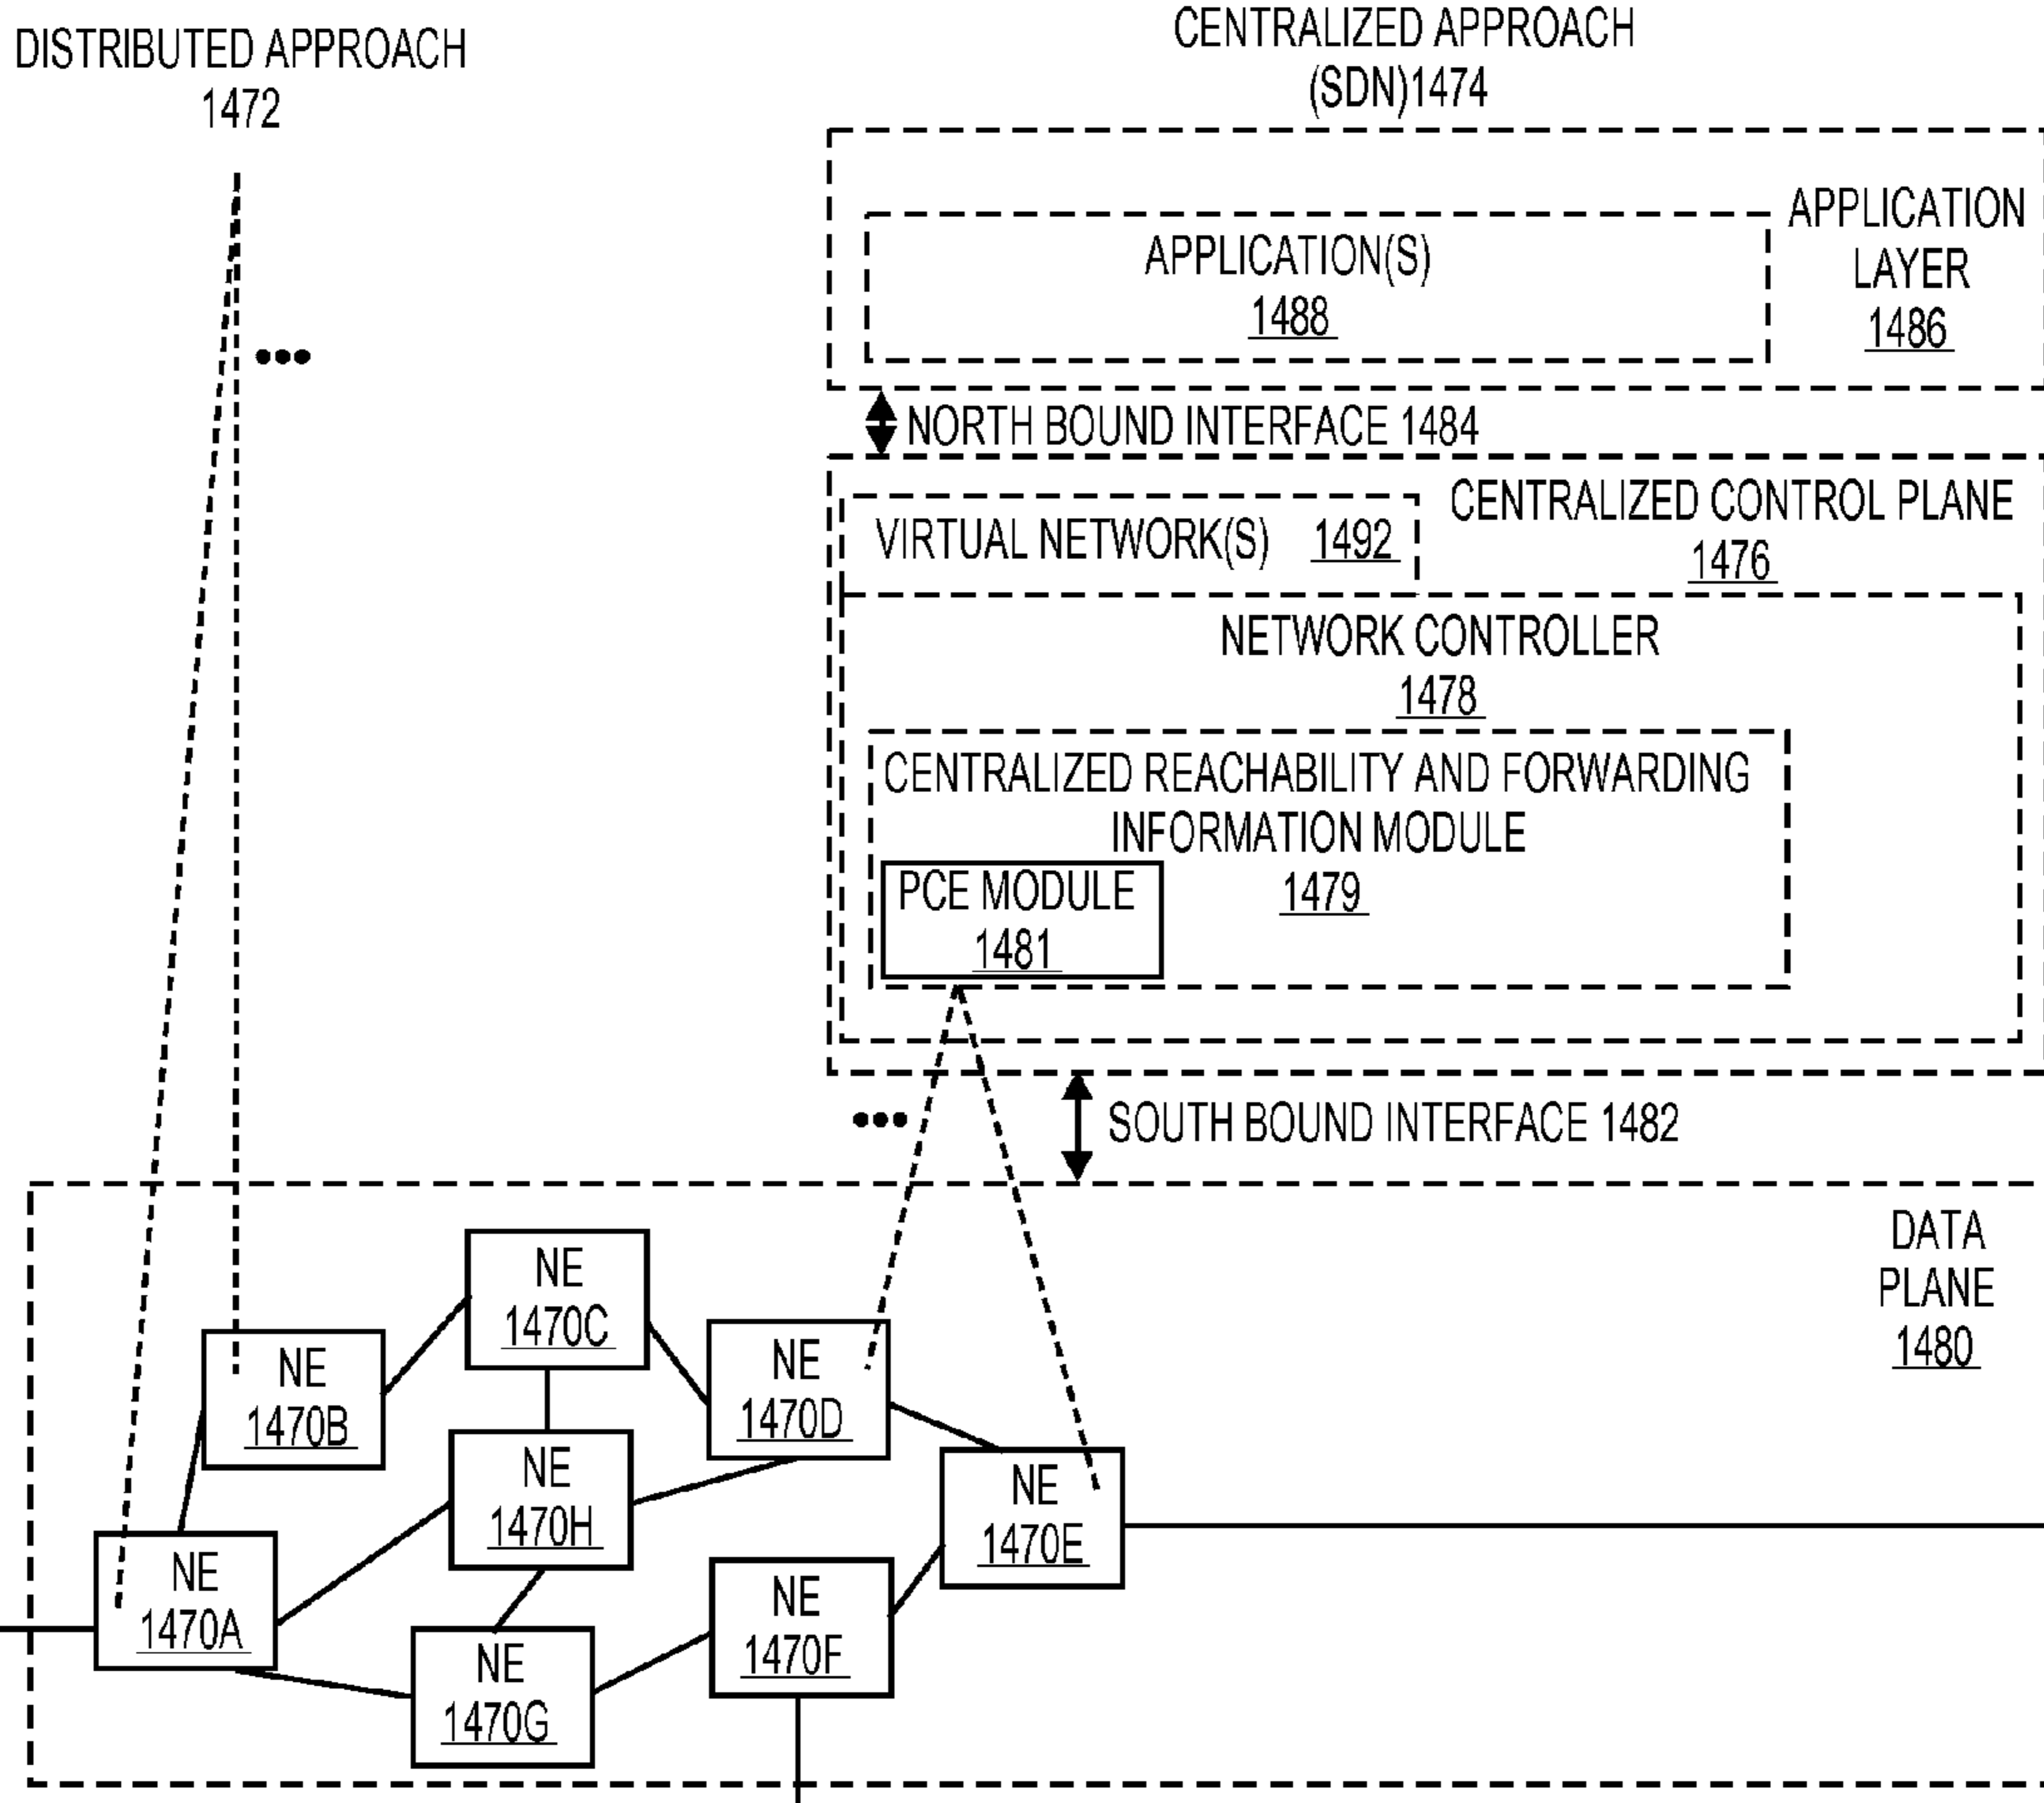 DISTRIBUTED APPROACH
1472
CENTRALIZED APPROACH
(SDN)1474
APPLICATION(S)
1488
APPLICATION
LAYER
1486
NORTH BOUND INTERFACE 1484
VIRTUAL NETWORK(S) 1492
CENTRALIZED CONTROL PLANE
1476
NETWORK CONTROLLER
1478
CENTRALIZED REACHABILITY AND FORWARDING
INFORMATION MODULE
1479
PCE MODULE
1481
SOUTH BOUND INTERFACE 1482
DATA
PLANE
1480
NE
1470C
NE
1470B
NE
1470D
NE
1470H
NE
1470E
NE
1470A
NE
1470F
NE
1470G